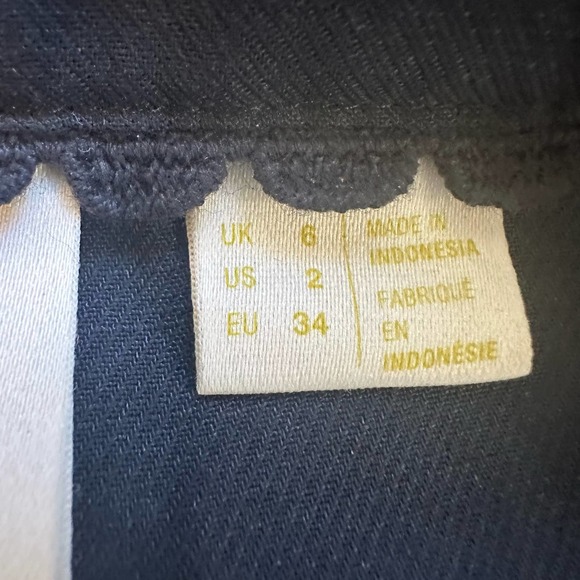 UK 6
US 2
EU 34
MADE IN
INDONESIA
FABRIQUÉ
EN
INDONÉSIE